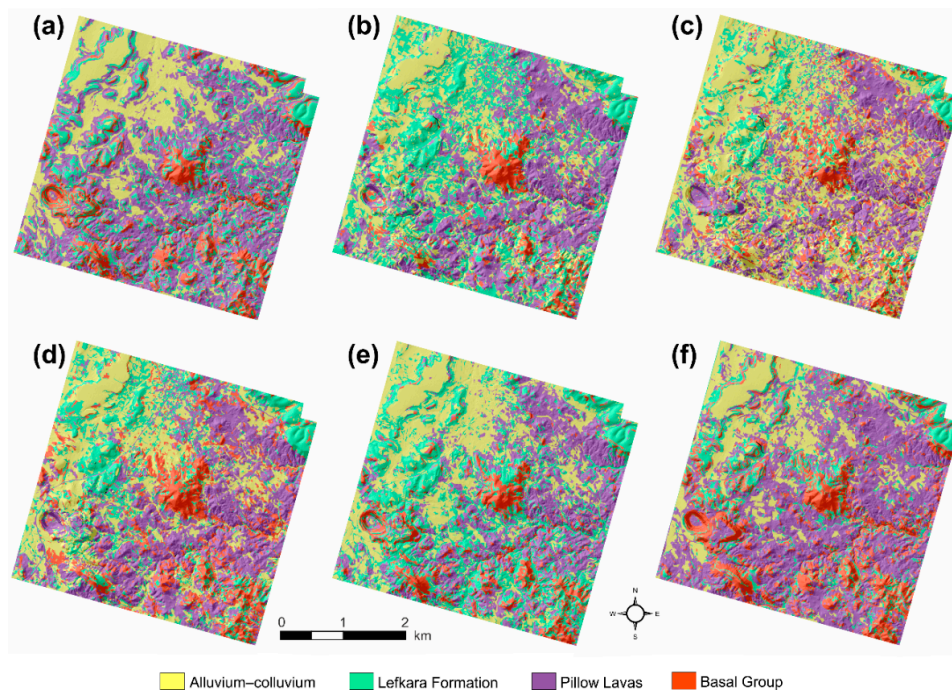 (a) (b) (c)
(d) (e) (f)
N
W E
S
0 1 2
km
Alluvium–colluvium Lefkara Formation Pillow Lavas Basal Group